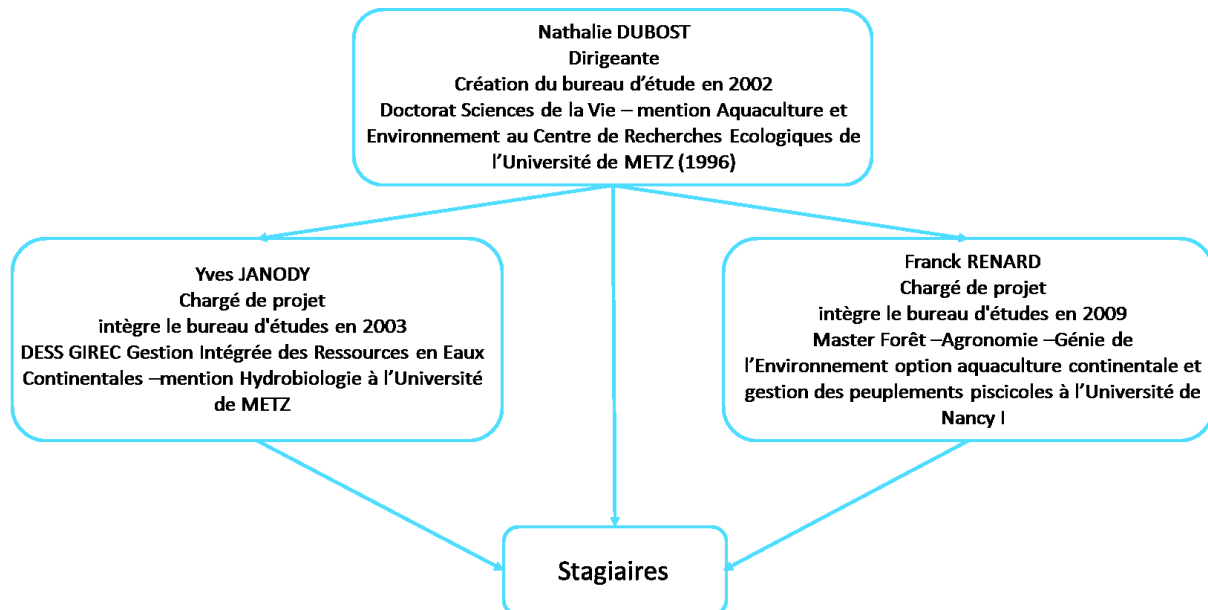 Nathalie DUBOST
Dirigeante
Création du bureau d'étude en 2002
Doctorat Sciences de la Vie – mention Aquaculture et
Environnement au Centre de Recherches Ecologiques de
l'Université de METZ (1996)
Yves JANODY
Chargé de projet
intègre le bureau d'études en 2003
DESS GIREC Gestion Intégrée des Ressources en Eaux
Continentales –mention Hydrobiologie à l'Université
de METZ
Franck RENARD
Chargé de projet
intègre le bureau d'études en 2009
Master Forêt –Agronomie –Génie de
l'Environnement option aquaculture continentale et
gestion des peuplements piscicoles à l'Université de
Nancy I
Stagiaires